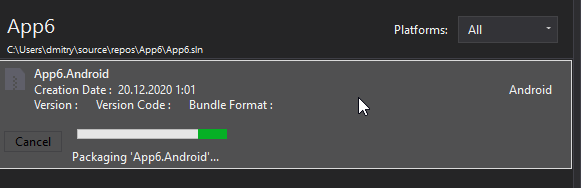 App6
C:\Users\dmitry\source\repos\App6\App6.sln
Platforms: All
App6.Android
Creation Date : 20.12.2020 1:01
Android
Version : Version Code : Bundle Format :
Cancel
Packaging 'App6.Android'...